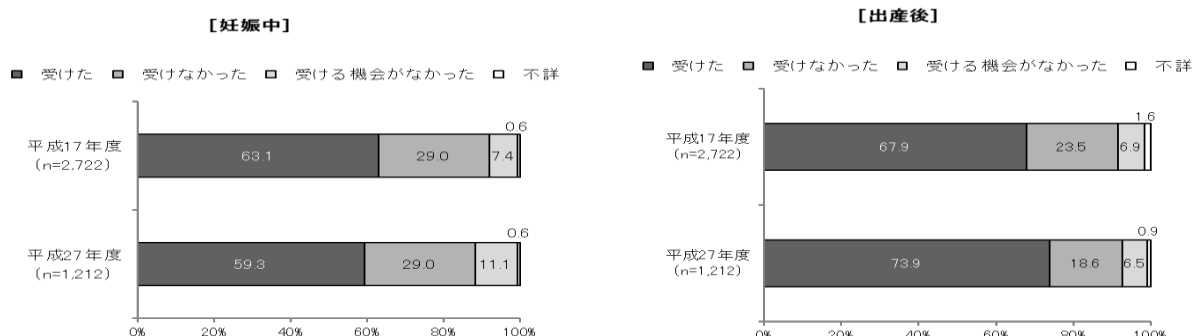 [妊娠中]
■ 受けた ■ 受けなかった □ 受ける機会がなかった □ 不詳
0.6
平成17年度
(n=2,722)
63.1 29.0 7.4
0.6
平成27年度
(n=1,212)
59.3 29.0 11.1
0% 20% 40% 60% 80% 100%
[出産後]
■ 受けた ■ 受けなかった □ 受ける機会がなかった □ 不詳
1.6
平成17年度
(n=2,722)
67.9 23.5 6.9
0.9
平成27年度
(n=1,212)
73.9 18.6 6.5
0% 20% 40% 60% 80% 100%